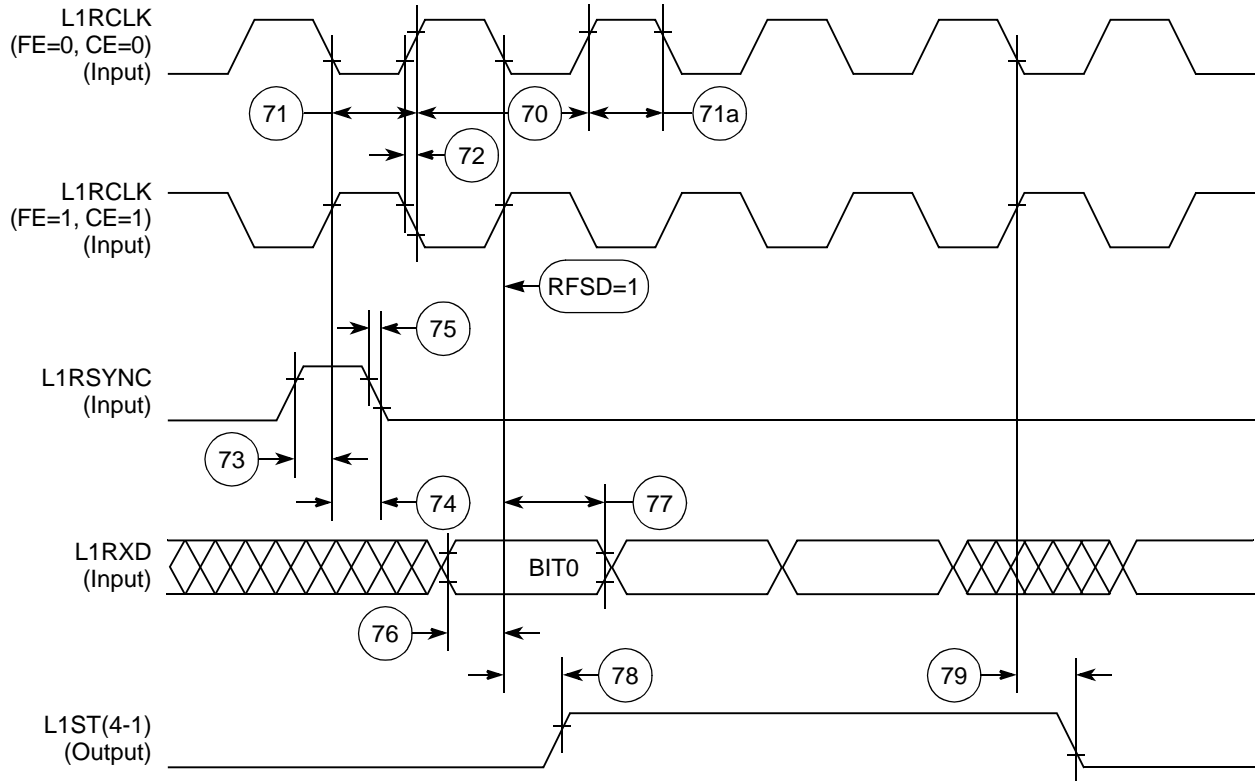 L1RCLK
(FE=0, CE=0)
(Input)
71
70
71a
72
L1RCLK
(FE=1, CE=1)
(Input)
RFSD=1
75
L1RSYNC
(Input)
73
74
77
L1RXD
(Input)
BIT0
76
78
79
L1ST(4-1)
(Output)